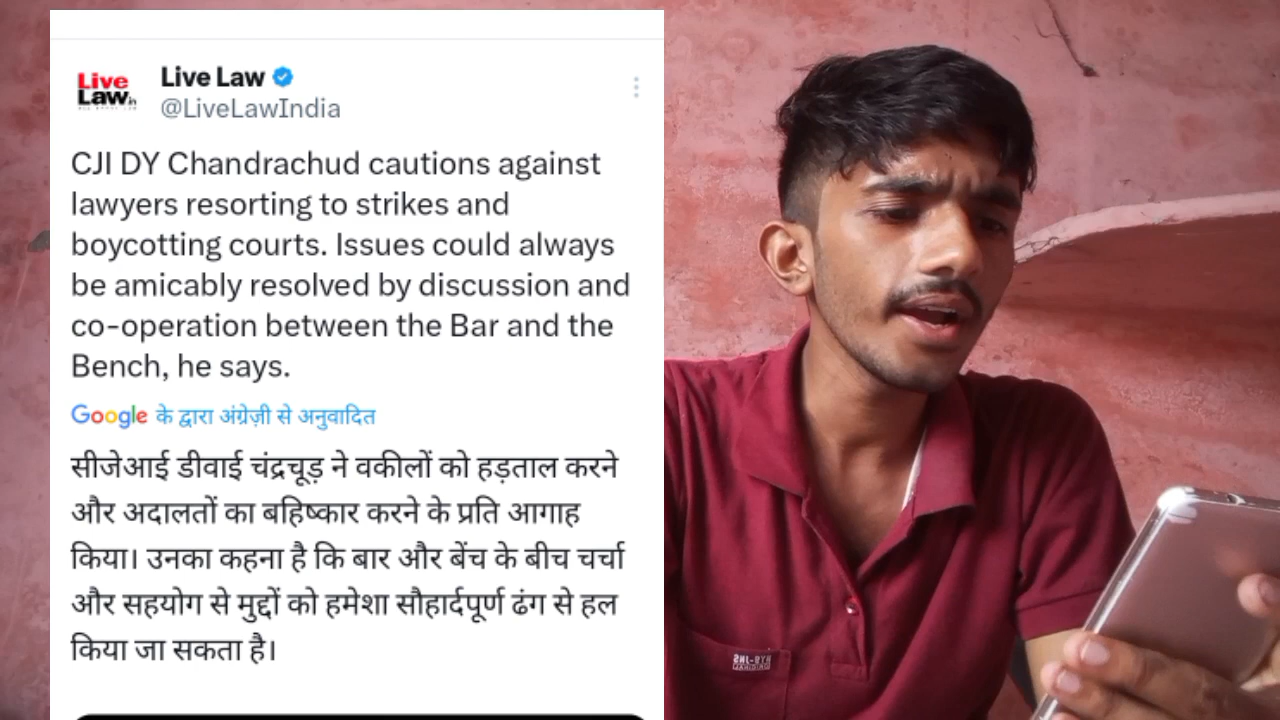 Live Law.in
Live Law
@LiveLawIndia
CJI DY Chandrachud cautions against
lawyers resorting to strikes and
boycotting courts. Issues could always
be amicably resolved by discussion and
co-operation between the Bar and the
Bench, he says.
Google के द्वारा अंग्रेज़ी से अनुवादित
सीजेआई डीवाई चंद्रचूड़ ने वकीलों को हड़ताल करने
और अदालतों का बहिष्कार करने के प्रति आगाह
किया। उनका कहना है कि बार और बेंच के बीच चर्चा
और सहयोग से मुद्दों को हमेशा सौहार्दपूर्ण ढंग से हल
किया जा सकता है।